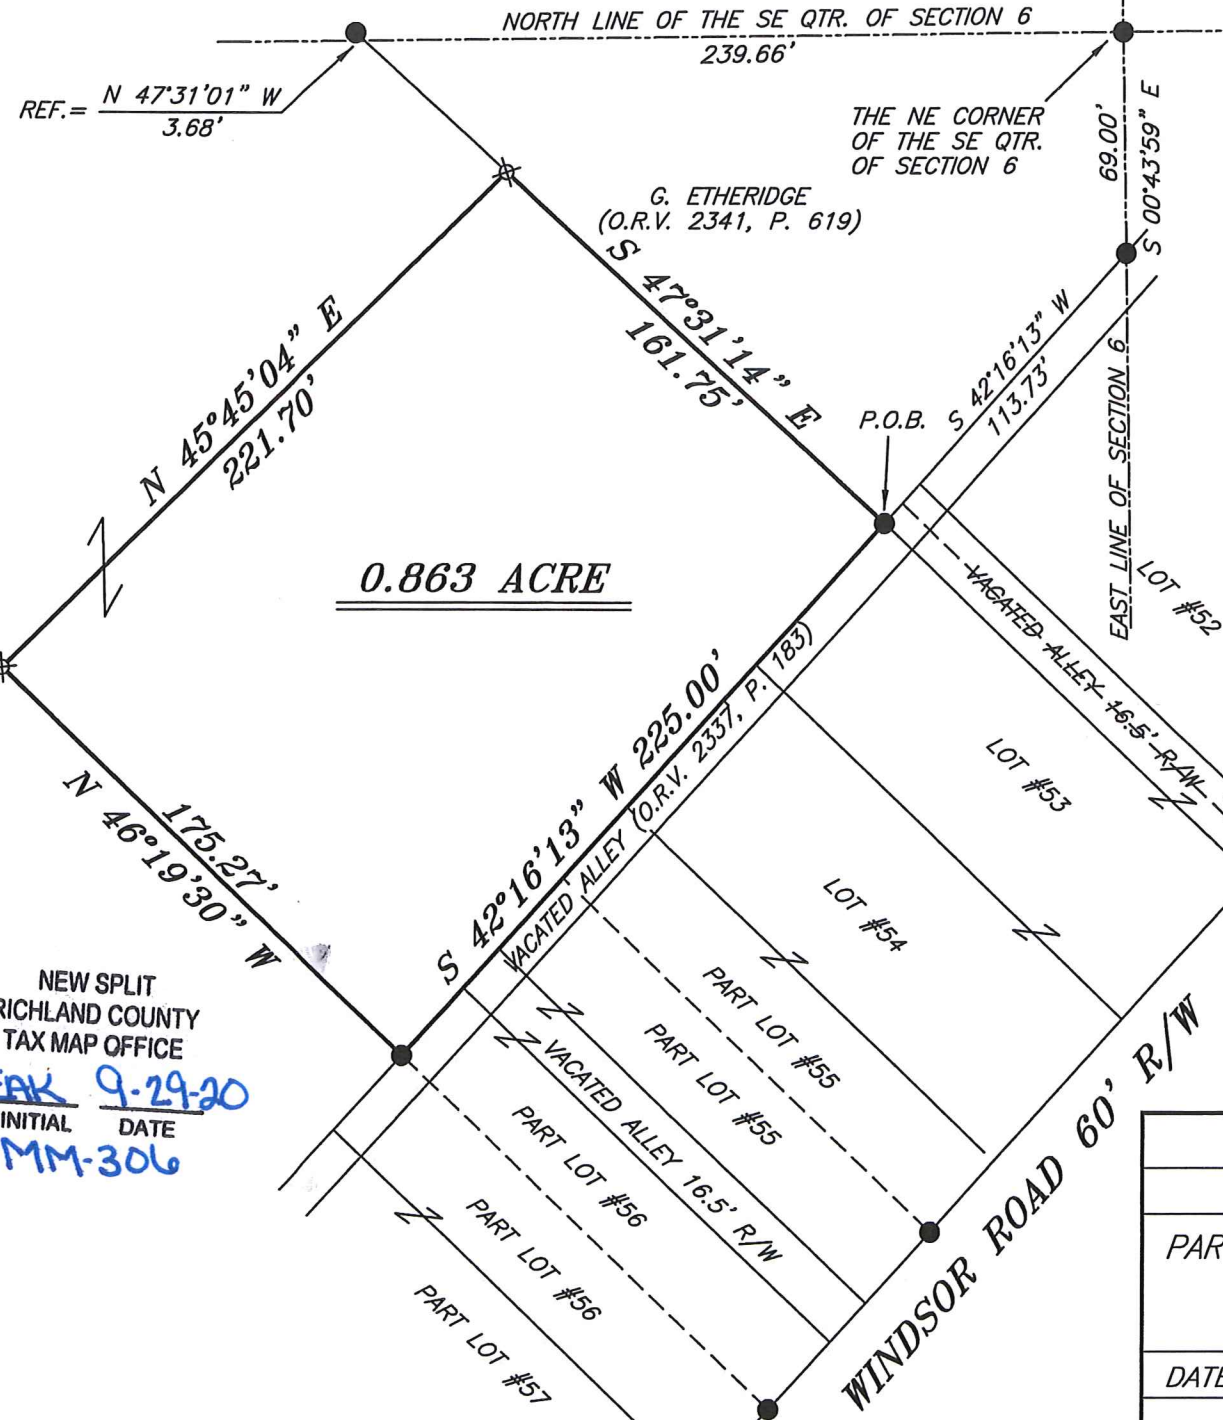 NORTH LINE OF THE SE QTR. OF SECTION 6
239.66'
REF.= N 47°31'01" W
3.68'
THE NE CORNER
OF THE SE QTR.
OF SECTION 6
69.00'
S 00°43'59" E
G. ETHERIDGE
(O.R.V. 2341, P. 619)
S 47°31'14" E
161.75'
N 45°45'04" E
221.70'
P.O.B.
S 42°16'13" W
113.73'
EAST LINE OF SECTION 6
0.863 ACRE
LOT #52
VACATED ALLEY 16.5' R/W
S 42°16'13" W 225.00'
VACATED ALLEY (O.R.V. 2337, P. 183)
LOT #53
LOT #54
175.27'
N 46°19'30" W
PART LOT #55
PART LOT #55
VACATED ALLEY 16.5' R/W
PART LOT #56
PART LOT #56
PART LOT #57
WINDSOR ROAD 60' R/W
NEW SPLIT
RICHLAND COUNTY
TAX MAP OFFICE
9-29-20
INITIAL DATE
MM-306
PAR
DATE